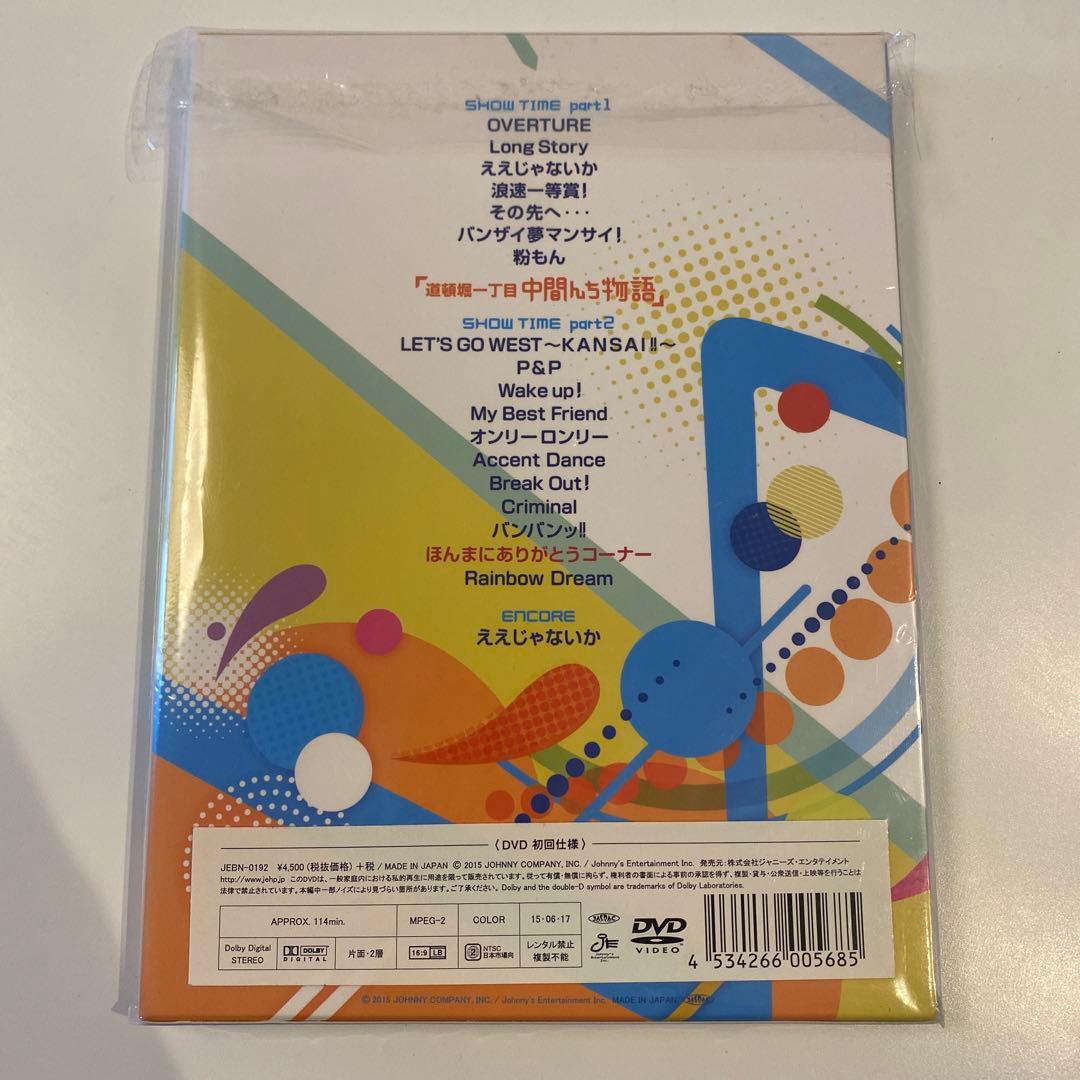 SHOW TIME part1
OVERTURE
Long Story
ええじゃないか
浪速一等賞!
その先へ・・・
バンザイ夢マンサイ!
粉もん
「道頓堀一丁目 中間んち物語」
SHOW TIME part2
LET'S GO WEST～KANSAI!!～
P&P
Wake up!
My Best Friend
オンリーロンリー
Accent Dance
Break Out!
Criminal
バンバンッ!!
ほんまにありがとうコーナー
Rainbow Dream
ENCORE
ええじゃないか
〈DVD 初回仕様〉
JEBN-0192 ¥4,500(税抜価格)+税 / MADE IN JAPAN © 2015 JOHNNY COMPANY, INC. / Johnny's Entertainment Inc. 発売元:株式会社ジャニーズ・エンタテイメント
http://www.jehp.jp このDVDは、一般家庭内における私的再生に用途を限って販売されています。従って有償・無償に拘らず、権利者の書面による事前の承認を得ず、複製・貸与・公衆送信・上映等を行うことは
法律で禁止されています。本編中一部ノイズにより見づらい箇所があります。ご了承ください。 Dolby and the double-D symbol are trademarks of Dolby Laboratories.
APPROX. 114min. MPEG-2 COLOR 15・06・17
Dolby Digital STEREO DOLBY DIGITAL 片面・2層 16:9 LB 2 NTSC 日本市場向 レンタル禁止 複製不能
Johnny's Entertainment Inc.
DVD VIDEO
4 534266 005685
© 2015 JOHNNY COMPANY, INC. / Johnny's Entertainment Inc. MADE IN JAPAN